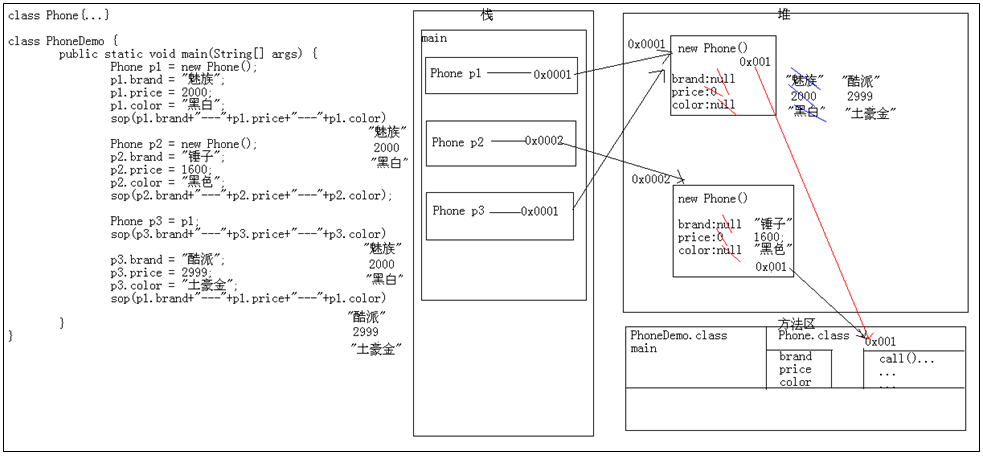 class Phone{...}
class PhoneDemo {
public static void main(String[] args) {
Phone p1 = new Phone();
p1.brand = "魅族";
p1.price = 2000;
p1.color = "黑白";
sop(p1.brand+"---"+p1.price+"---"+p1.color)
"魅族"
2000
"黑白"
Phone p2 = new Phone();
p2.brand = "锤子";
p2.price = 1600;
p2.color = "黑色";
sop(p2.brand+"---"+p2.price+"---"+p2.color);
Phone p3 = p1;
sop(p3.brand+"---"+p3.price+"---"+p3.color)
"魅族"
2000
"黑白"
p3.brand = "酷派";
p3.price = 2999;
p3.color = "土豪金";
sop(p1.brand+"---"+p1.price+"---"+p1.color)
"酷派"
2999
"土豪金"
}
}
栈
main
Phone p1 0x0001
Phone p2 0x0002
Phone p3 0x0001
堆
0x0001
new Phone()
0x001
brand:null "魅族" "酷派"
price:0 2000 2999
color:null "黑白" "土豪金"
0x0002
new Phone()
brand:null "锤子"
price:0 1600;
color:null "黑色"
0x001
方法区
PhoneDemo.class
main
Phone.class
brand
price
color
0x001
call()...
...
...